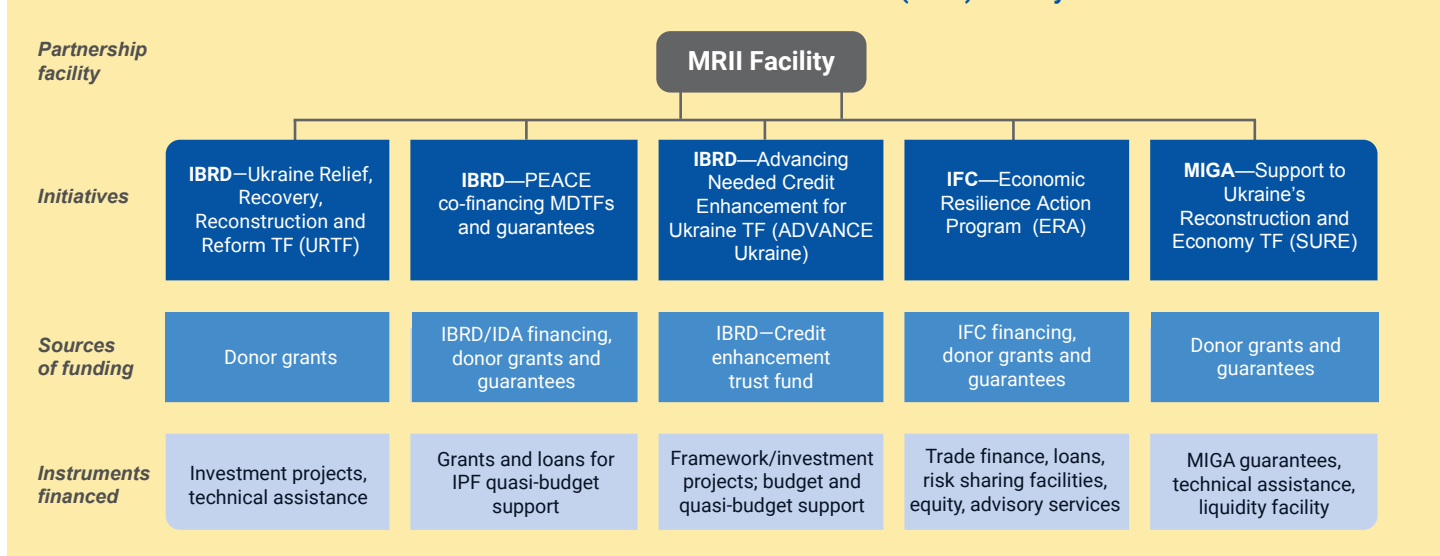 Partnership
facility
MRII Facility
Initiatives
IBRD—Ukraine Relief,
Recovery,
Reconstruction and
Reform TF (URTF)
IBRD—PEACE
co-financing MDTFs
and guarantees
IBRD—Advancing
Needed Credit
Enhancement for
Ukraine TF (ADVANCE
Ukraine)
IFC—Economic
Resilience Action
Program (ERA)
MIGA—Support to
Ukraine’s
Reconstruction and
Economy TF (SURE)
Sources
of funding
Donor grants
IBRD/IDA financing,
donor grants and
guarantees
IBRD—Credit
enhancement
trust fund
IFC financing,
donor grants and
guarantees
Donor grants and
guarantees
Instruments
financed
Investment projects,
technical assistance
Grants and loans for
IPF quasi-budget
support
Framework/investment
projects; budget and
quasi-budget support
Trade finance, loans,
risk sharing facilities,
equity, advisory services
MIGA guarantees,
technical assistance,
liquidity facility